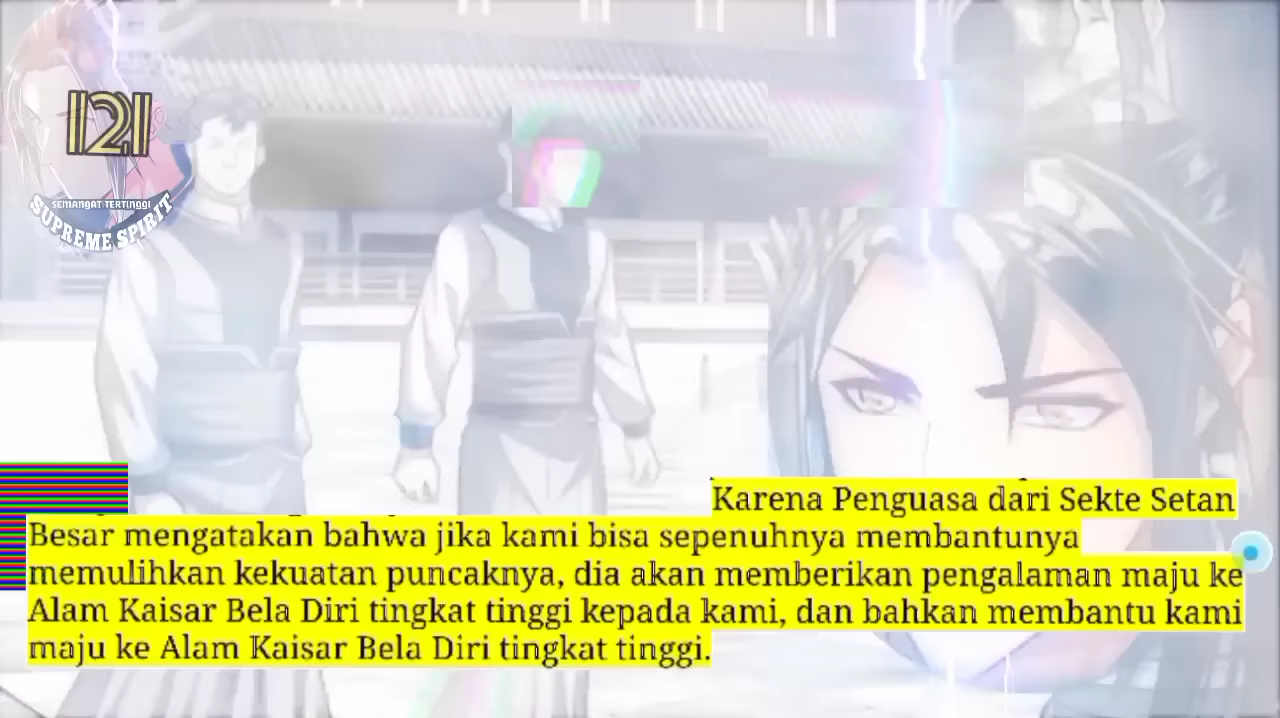 121
SEMANGAT TERTINGGI
SUPREME SPIRIT
Karena Penguasa dari Sekte Setan
Besar mengatakan bahwa jika kami bisa sepenuhnya membantunya
memulihkan kekuatan puncaknya, dia akan memberikan pengalaman maju ke
Alam Kaisar Bela Diri tingkat tinggi kepada kami, dan bahkan membantu kami
maju ke Alam Kaisar Bela Diri tingkat tinggi.